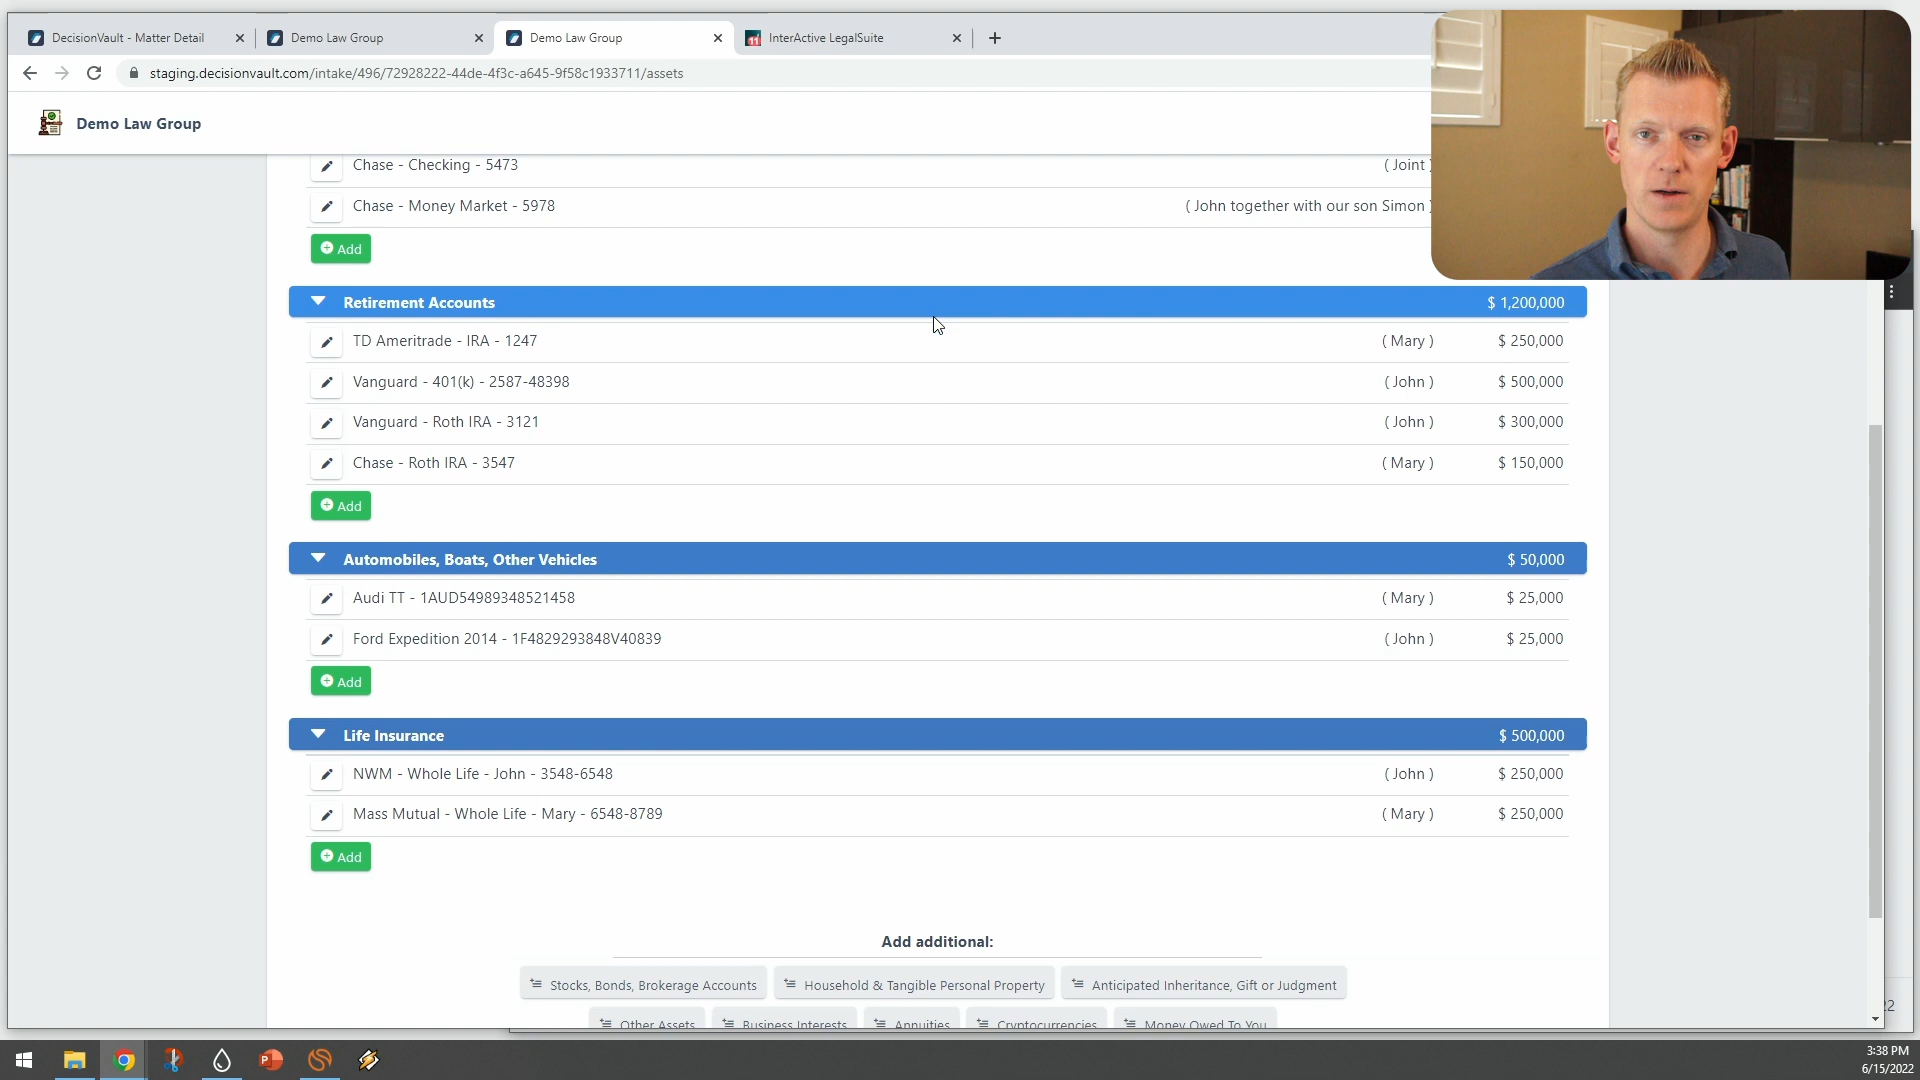 DecisionVault - Matter Detail
Demo Law Group
Demo Law Group
InterActive LegalSuite
staging.decisionvault.com/intake/496/72928222-44de-4f3c-a645-9f58c1933711/assets
Demo Law Group
Chase - Checking - 5473 ( Joint )
Chase - Money Market - 5978 ( John together with our son Simon )
Add
Retirement Accounts $ 1,200,000
TD Ameritrade - IRA - 1247 ( Mary ) $ 250,000
Vanguard - 401(k) - 2587-48398 ( John ) $ 500,000
Vanguard - Roth IRA - 3121 ( John ) $ 300,000
Chase - Roth IRA - 3547 ( Mary ) $ 150,000
Add
Automobiles, Boats, Other Vehicles $ 50,000
Audi TT - 1AUD54989348521458 ( Mary ) $ 25,000
Ford Expedition 2014 - 1F4829293848V40839 ( John ) $ 25,000
Add
Life Insurance $ 500,000
NWM - Whole Life - John - 3548-6548 ( John ) $ 250,000
Mass Mutual - Whole Life - Mary - 6548-8789 ( Mary ) $ 250,000
Add
Add additional:
Stocks, Bonds, Brokerage Accounts Household & Tangible Personal Property Anticipated Inheritance, Gift or Judgment
Other Assets Business Interests Annuities Cryptocurrencies Money Owed To You
3:38 PM
6/15/2022